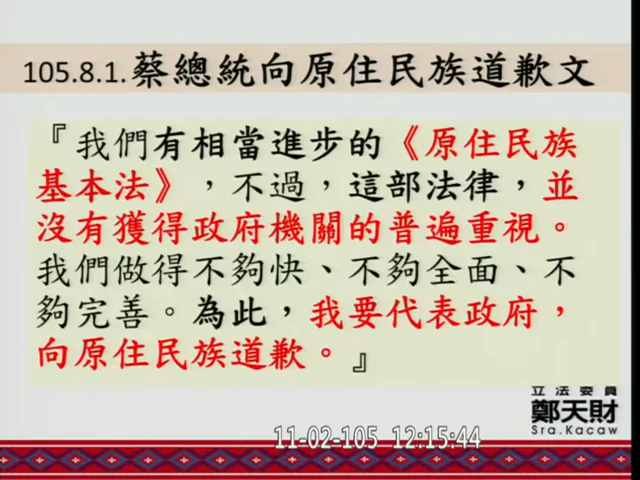 105.8.1.蔡總統向原住民族道歉文
『我們有相當進步的《原住民族
基本法》，不過，這部法律，並
沒有獲得政府機關的普遍重視。
我們做得不夠快、不夠全面、不
夠完善。為此，我要代表政府，
向原住民族道歉。』
立法委員
鄭天財
Sra.Kacaw
11-02-105 12:15:44